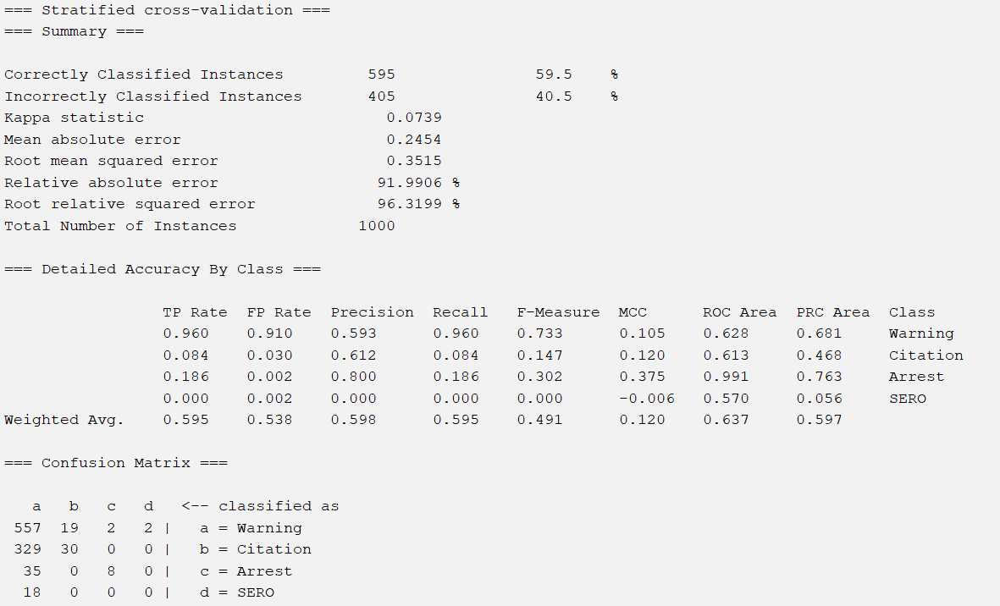 === Stratified cross-validation ===
=== Summary ===
Correctly Classified Instances 595 59.5 %
Incorrectly Classified Instances 405 40.5 %
Kappa statistic 0.0739
Mean absolute error 0.2454
Root mean squared error 0.3515
Relative absolute error 91.9906 %
Root relative squared error 96.3199 %
Total Number of Instances 1000
=== Detailed Accuracy By Class ===
TP Rate FP Rate Precision Recall F-Measure MCC ROC Area PRC Area Class
0.960 0.910 0.593 0.960 0.733 0.105 0.628 0.681 Warning
0.084 0.030 0.612 0.084 0.147 0.120 0.613 0.468 Citation
0.186 0.002 0.800 0.186 0.302 0.375 0.991 0.763 Arrest
0.000 0.002 0.000 0.000 0.000 -0.006 0.570 0.056 SERO
Weighted Avg. 0.595 0.538 0.598 0.595 0.491 0.120 0.637 0.597
=== Confusion Matrix ===
a b c d <-- classified as
557 19 2 2 | a = Warning
329 30 0 0 | b = Citation
35 0 8 0 | c = Arrest
18 0 0 0 | d = SERO